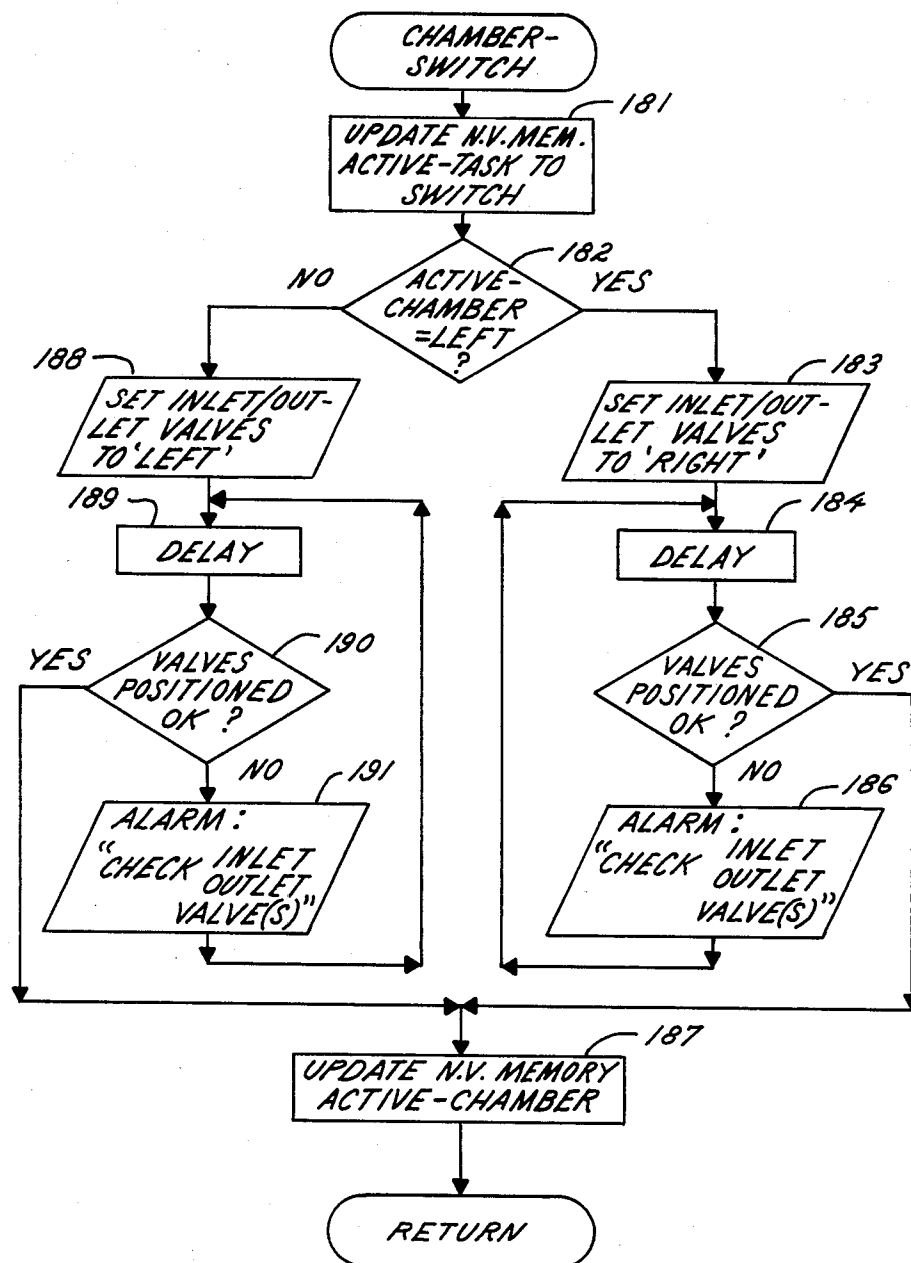 CHAMBER-
SWITCH
181
UPDATE N.V.MEM.
ACTIVE-TASK TO
SWITCH
182
NO
YES
ACTIVE-
CHAMBER
=LEFT
?
188
SET INLET/OUT-
LET VALVES
TO 'LEFT'
183
SET INLET/OUT-
LET VALVES
TO 'RIGHT'
189
DELAY
184
DELAY
190
YES
VALVES
POSITIONED
OK ?
NO
185
VALVES
POSITIONED
OK ?
YES
NO
191
ALARM :
"CHECK INLET
OUTLET
VALVE(S)"
186
ALARM :
"CHECK INLET
OUTLET
VALVE(S)"
187
UPDATE N.V. MEMORY
ACTIVE-CHAMBER
RETURN